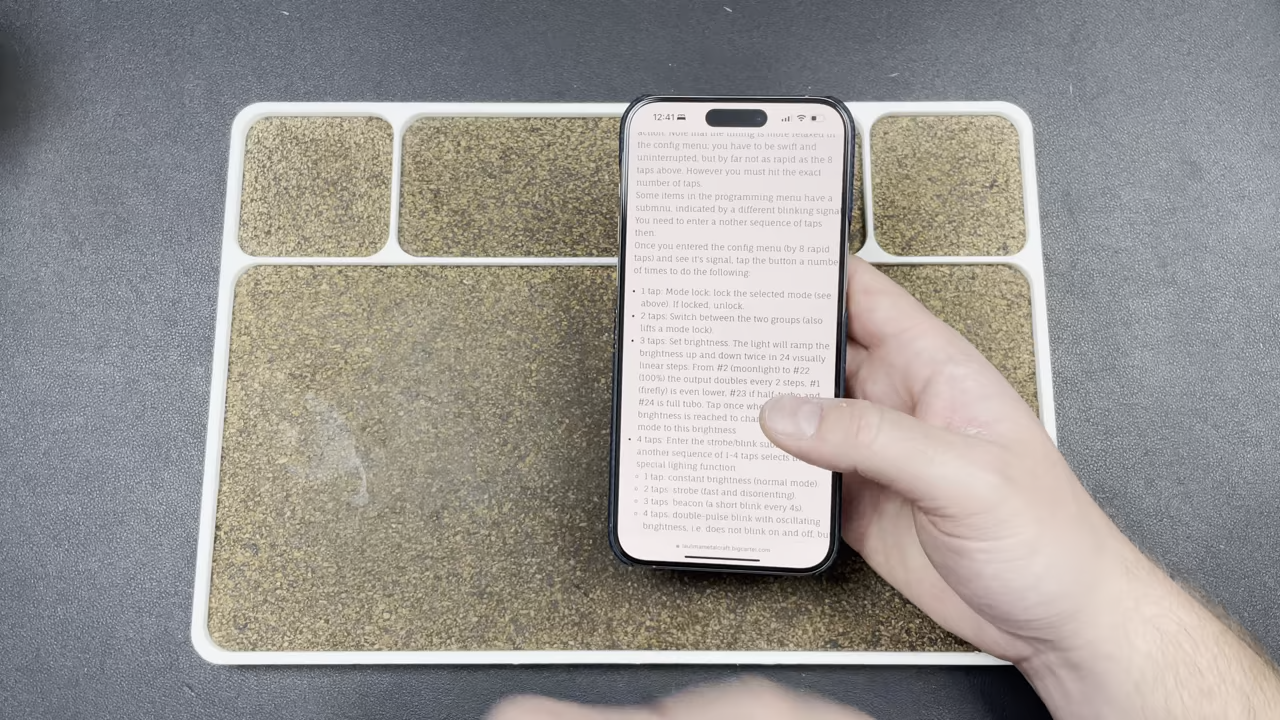 12:41
action. Note that the timing is more relaxed in
the config menu; you have to be swift and
uninterrupted, but by far not as rapid as the 8
taps above. However you must hit the exact
number of taps.
Some items in the programming menu have a
submnu, indicated by a different blinking signal
You need to enter a nother sequence of taps
then.
Once you entered the config menu (by 8 rapid
taps) and see it's signal, tap the button a number
of times to do the following:
• 1 tap: Mode lock: lock the selected mode (see
above). If locked, unlock.
• 2 taps: Switch between the two groups (also
lifts a mode lock).
• 3 taps: Set brightness. The light will ramp the
brightness up and down twice in 24 visually
linear steps. From #2 (moonlight) to #22
(100%) the output doubles every 2 steps, #1
(firefly) is even lower. #23 if half-turbo and
#24 is full tubo. Tap once
brightness is reached to
mode to this brightness
• 4 taps: Enter the strobe/blink
another sequence of 1-4 taps selects
special lighing function
◦ 1 tap: constant brightness (normal mode).
◦ 2 taps: strobe (fast and disorienting).
◦ 3 taps: beacon (a short blink every 4s).
◦ 4 taps: double-pulse blink with oscillating
brightness, i.e. does not blink on and off, bu